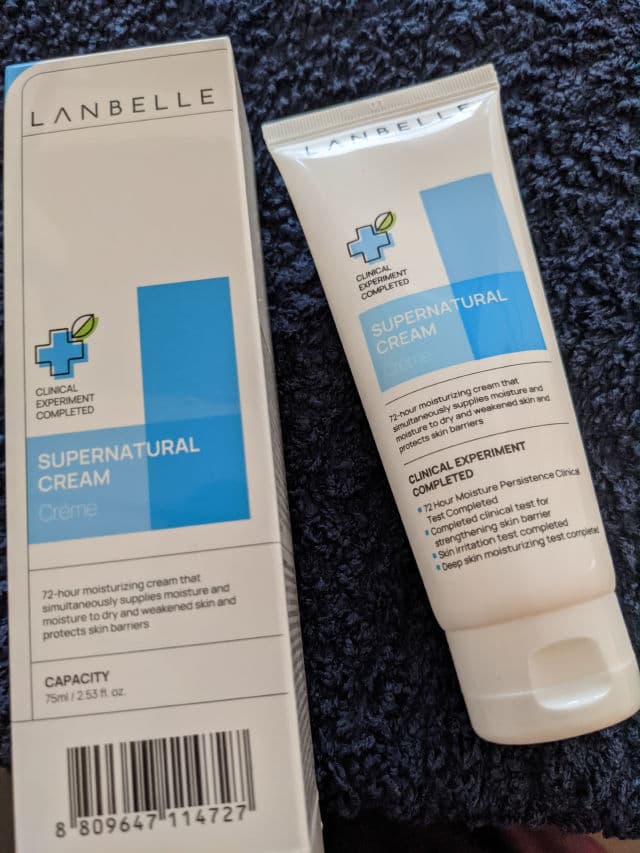 LANBELLE
CLINICAL
EXPERIMENT
COMPLETED
SUPERNATURAL
CREAM
Crème
72-hour moisturizing cream that
simultaneously supplies moisture and
moisture to dry and weakened skin and
protects skin barriers
CAPACITY
75ml / 2.53 fl. oz.
8 809647 114727
LANBELLE
CLINICAL
EXPERIMENT
COMPLETED
SUPERNATURAL
CREAM
Crème
72-hour moisturizing cream that
simultaneously supplies moisture and
moisture to dry and weakened skin and
protects skin barriers
CLINICAL EXPERIMENT
COMPLETED
72 Hour Moisture Persistence Clinical
Test Completed
Completed clinical test for
strengthening skin barrier
Skin irritation test completed
Deep skin moisturizing test completed